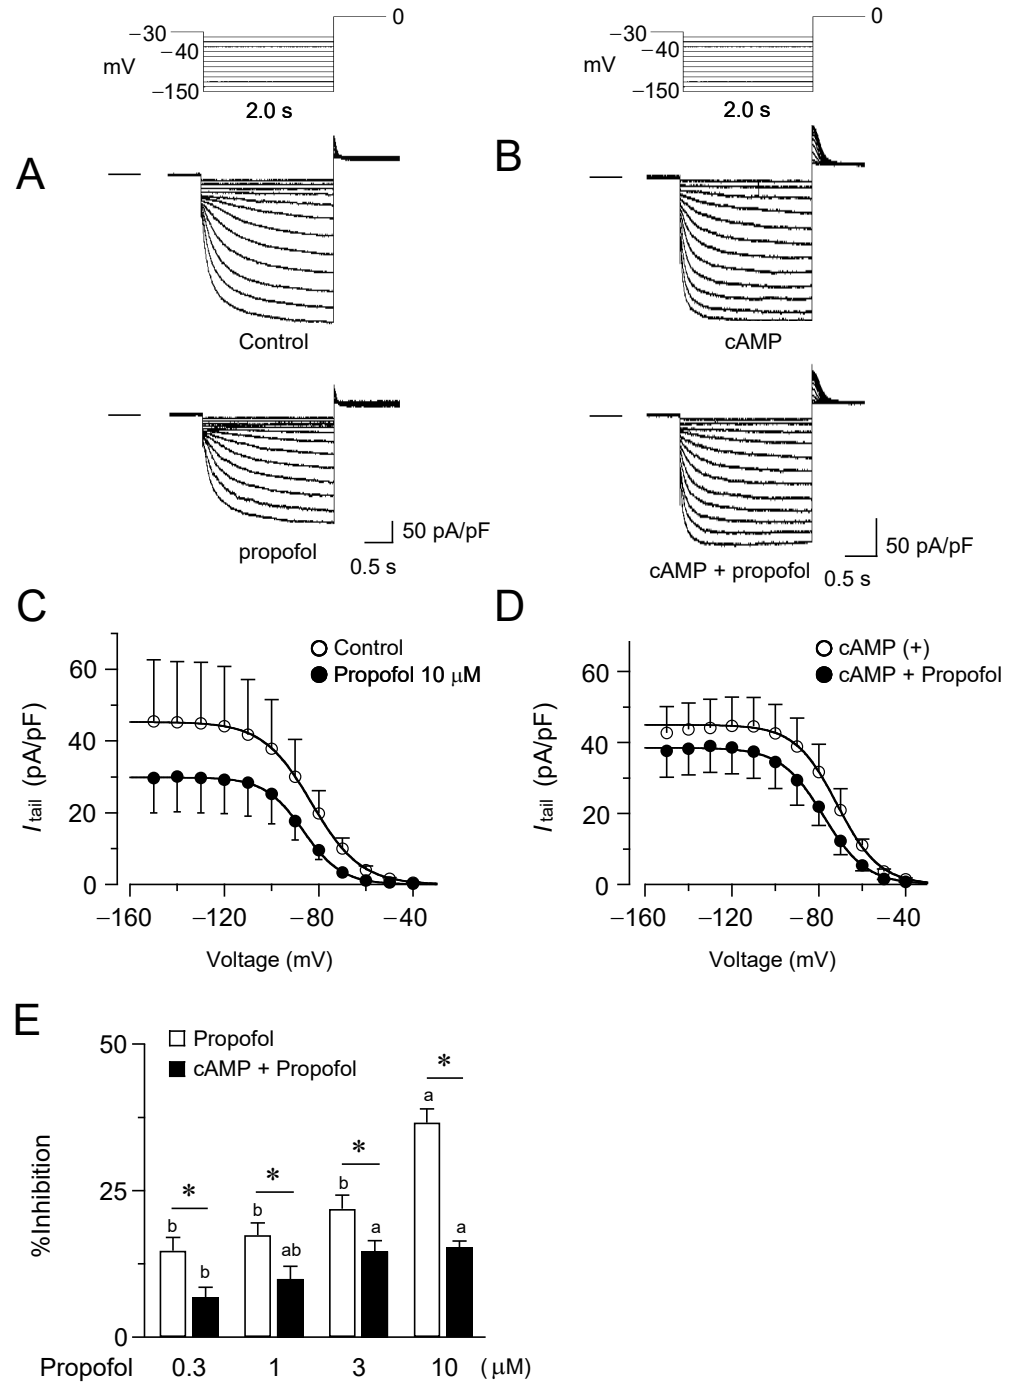 0
−30
−40
mV
−150
2.0 s
0
−30
−40
mV
−150
2.0 s
A
B
Control
cAMP
50 pA/pF
propofol
0.5 s
50 pA/pF
cAMP + propofol
0.5 s
C
Control
Propofol 10 μM
60
40
20
0
I tail (pA/pF)
−160 −120 −80 −40
Voltage (mV)
D
cAMP (+)
cAMP + Propofol
60
40
20
0
I tail (pA/pF)
−160 −120 −80 −40
Voltage (mV)
E
Propofol
cAMP + Propofol
50
25
0
%Inhibition
* * * *
b b b ab b a a a
Propofol 0.3 1 3 10 (μM)